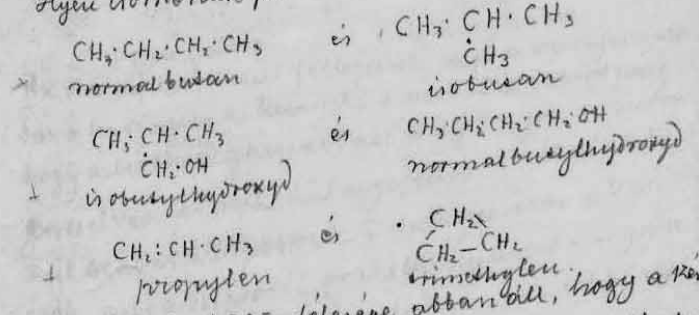 Ilyen
CH₃·CH₂·CH₂·CH₃ és CH₃·CH·CH₃
CH₃
normalbutan isobutan
CH₃·CH·CH₃ és CH₃·CH₂·CH₂·CH₂·OH
CH₂·OH
isobutylhydroxyd normalbutylhydroxyd
CH₂:CH·CH₃ és CH₂
CH₂–CH₂
propylen trimethylen.
abban áll, hogy a